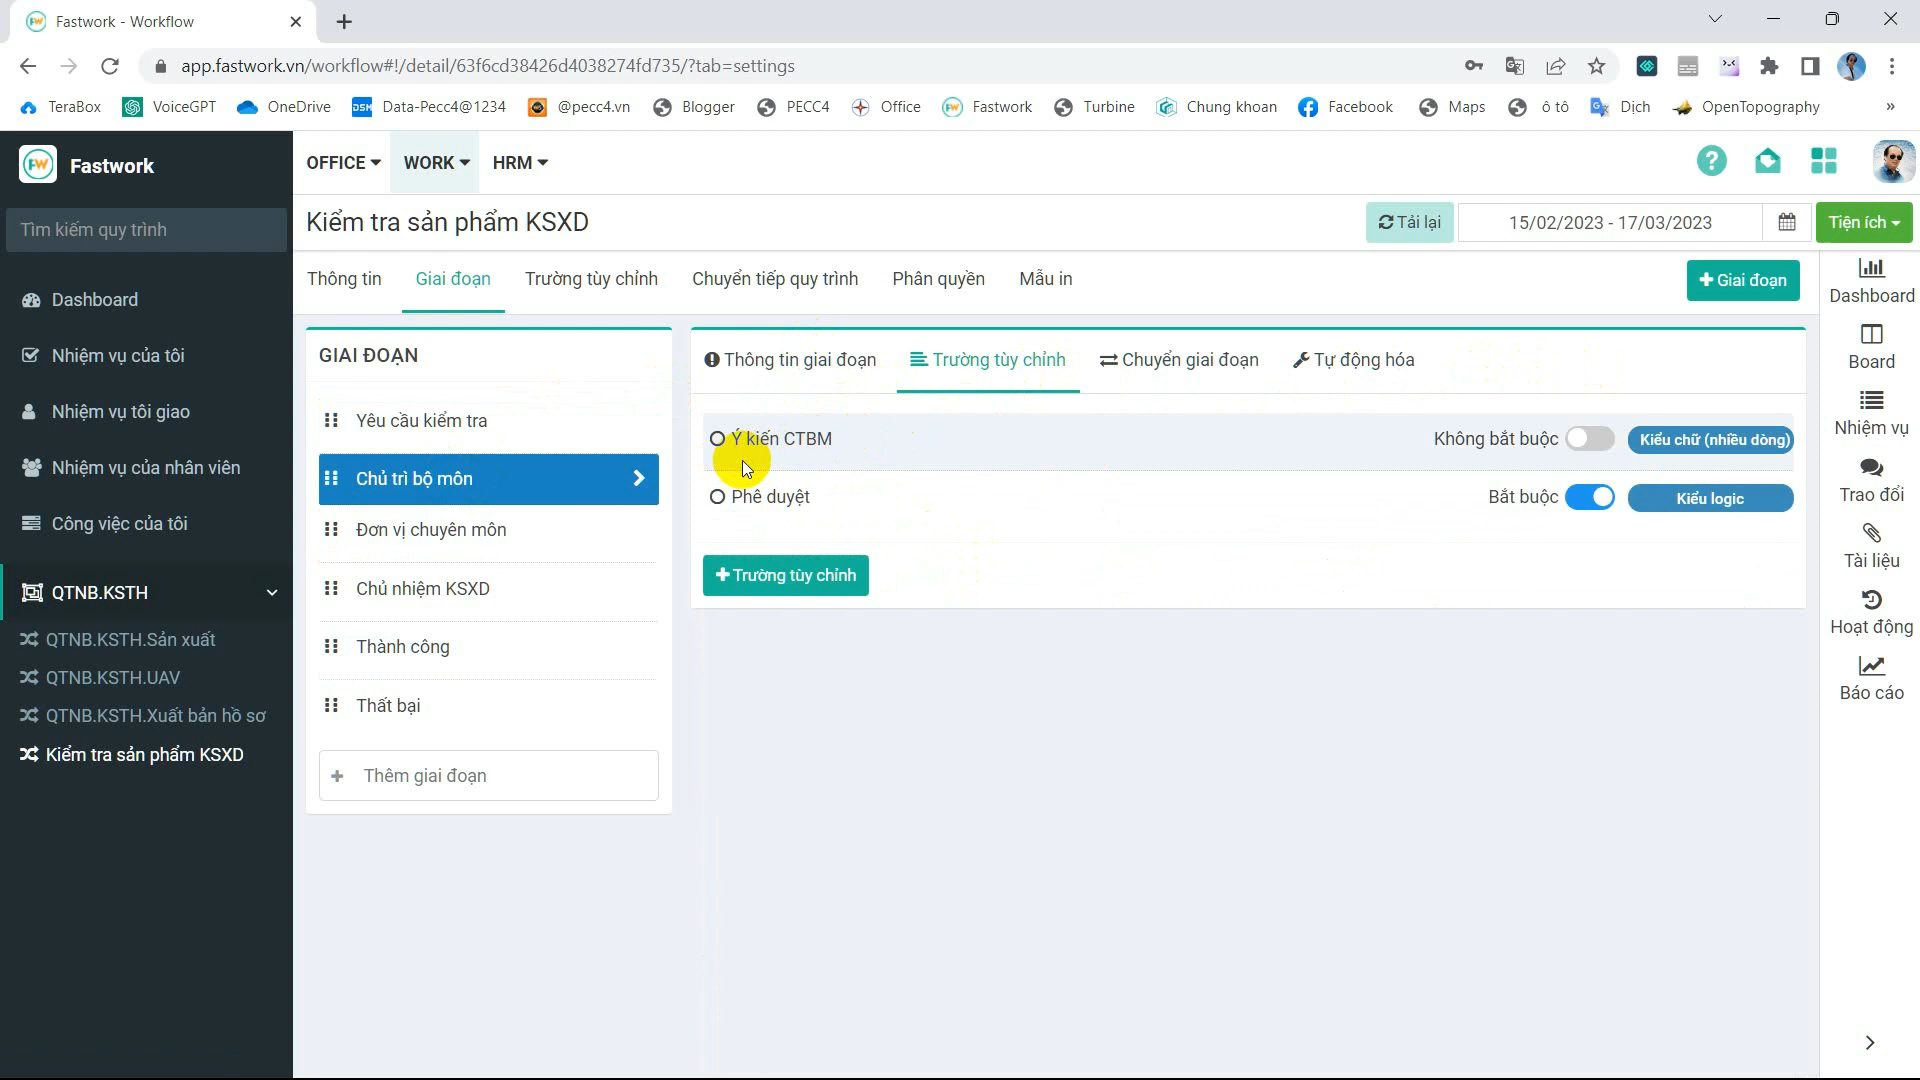 Fastwork - Workflow
app.fastwork.vn/workflow#!/detail/63f6cd38426d4038274fd735/?tab=settings
TeraBox VoiceGPT OneDrive DSM Data-Pecc4@1234 @pecc4.vn Blogger PECC4 Office FW Fastwork Turbine Chung khoan Facebook Maps ô tô Dịch OpenTopography »
FW Fastwork
OFFICE WORK HRM
Tìm kiếm quy trình
Kiểm tra sản phẩm KSXD
Tải lại
15/02/2023 - 17/03/2023
Tiện ích
Thông tin Giai đoạn Trường tùy chỉnh Chuyển tiếp quy trình Phân quyền Mẫu in
+ Giai đoạn
Dashboard
Nhiệm vụ của tôi
Nhiệm vụ tôi giao
Nhiệm vụ của nhân viên
Công việc của tôi
QTNB.KSTH
QTNB.KSTH.Sản xuất
QTNB.KSTH.UAV
QTNB.KSTH.Xuất bản hồ sơ
Kiểm tra sản phẩm KSXD
GIAI ĐOẠN
Yêu cầu kiểm tra
Chủ trì bộ môn
Đơn vị chuyên môn
Chủ nhiệm KSXD
Thành công
Thất bại
+ Thêm giai đoạn
Thông tin giai đoạn Trường tùy chỉnh Chuyển giai đoạn Tự động hóa
Ý kiến CTBM Không bắt buộc Kiểu chữ (nhiều dòng)
Phê duyệt Bắt buộc Kiểu logic
+ Trường tùy chỉnh
Dashboard
Board
Nhiệm vụ
Trao đổi
Tài liệu
Hoạt động
Báo cáo